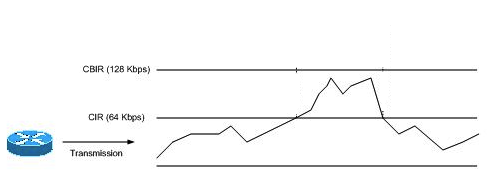 CBIR (128 Kbps)
CIR (64 Kbps)
Transmission